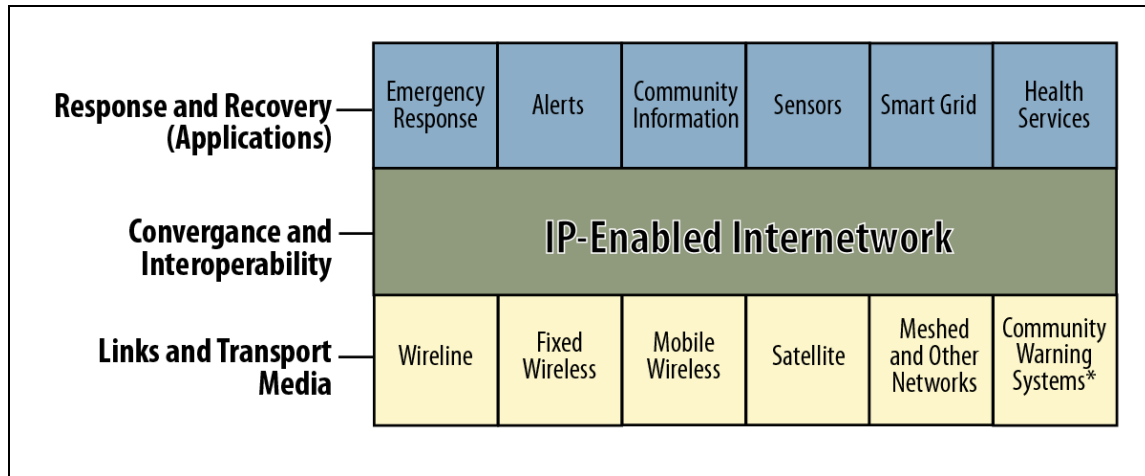 Response and Recovery
(Applications)
Emergency
Response
Alerts
Community
Information
Sensors
Smart Grid
Health
Services
Convergance and
Interoperability
IP-Enabled Internetwork
Links and Transport
Media
Wireline
Fixed
Wireless
Mobile
Wireless
Satellite
Meshed
and Other
Networks
Community
Warning
Systems*